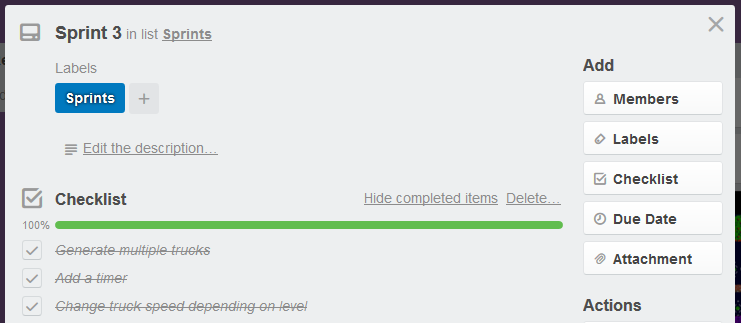 Sprint 3 in list Sprints
Labels
Sprints +
Edit the description…
Checklist
Hide completed items Delete…
100%
Generate multiple trucks
Add a timer
Change truck speed depending on level
Add
Members
Labels
Checklist
Due Date
Attachment
Actions